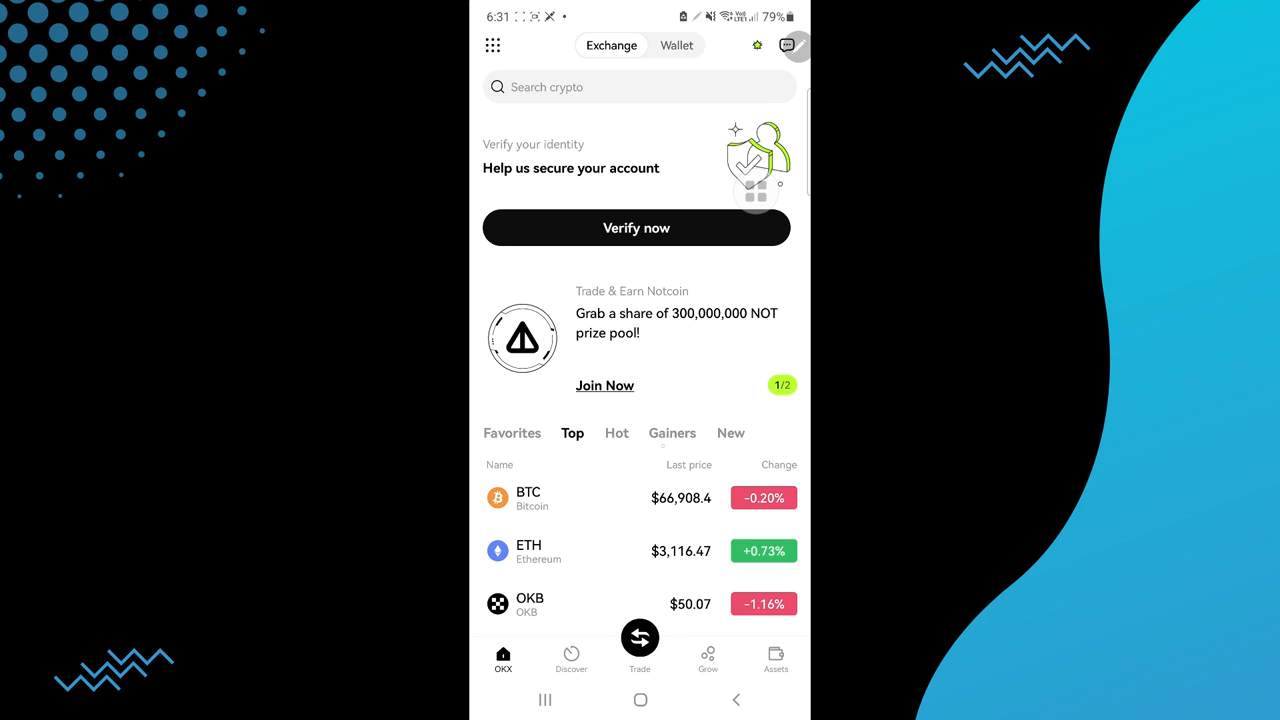 6:31
79%
Exchange
Wallet
Search crypto
Verify your identity
Help us secure your account
Verify now
Trade & Earn Notcoin
Grab a share of 300,000,000 NOT
prize pool!
Join Now
1/2
Favorites Top Hot Gainers New
Name Last price Change
BTC
Bitcoin
$66,908.4
-0.20%
ETH
Ethereum
$3,116.47
+0.73%
OKB
OKB
$50.07
-1.16%
OKX Discover Trade Grow Assets